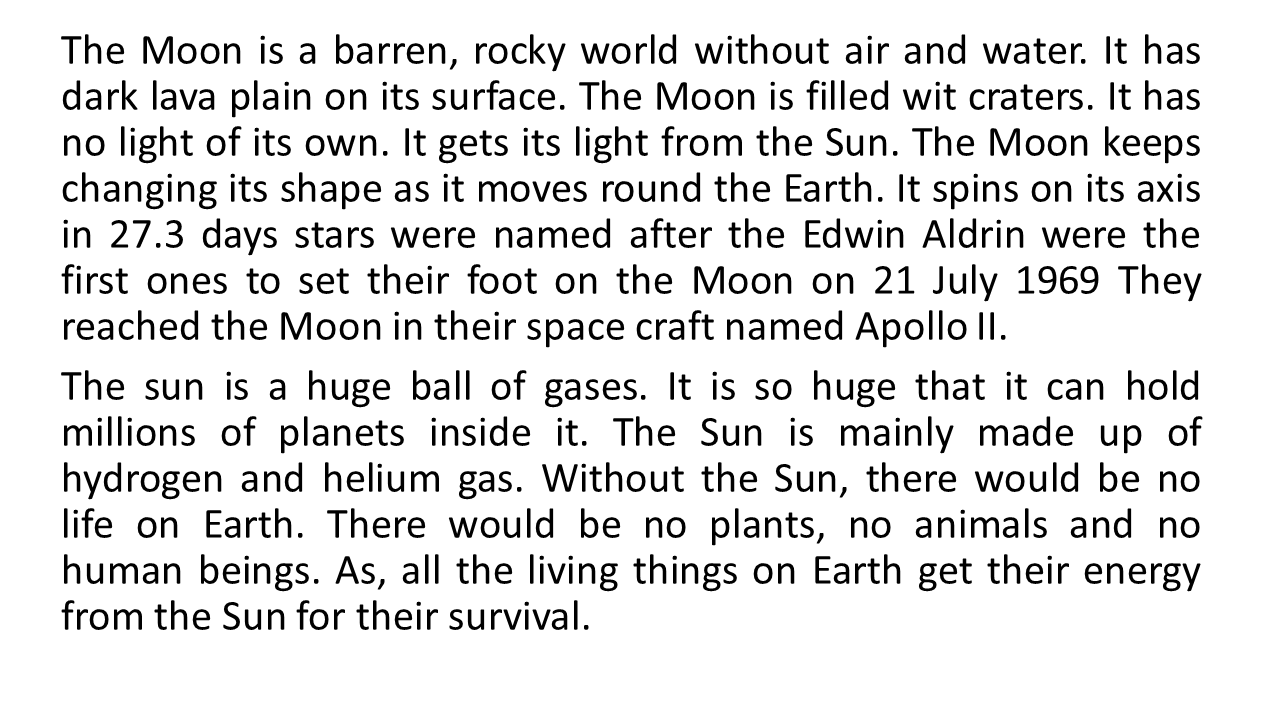 The Moon is a barren, rocky world without air and water. It has
dark lava plain on its surface. The Moon is filled wit craters. It has
no light of its own. It gets its light from the Sun. The Moon keeps
changing its shape as it moves round the Earth. It spins on its axis
in 27.3 days stars were named after the Edwin Aldrin were the
first ones to set their foot on the Moon on 21 July 1969 They
reached the Moon in their space craft named Apollo II.
The sun is a huge ball of gases. It is so huge that it can hold
millions of planets inside it. The Sun is mainly made up of
hydrogen and helium gas. Without the Sun, there would be no
life on Earth. There would be no plants, no animals and no
human beings. As, all the living things on Earth get their energy
from the Sun for their survival.